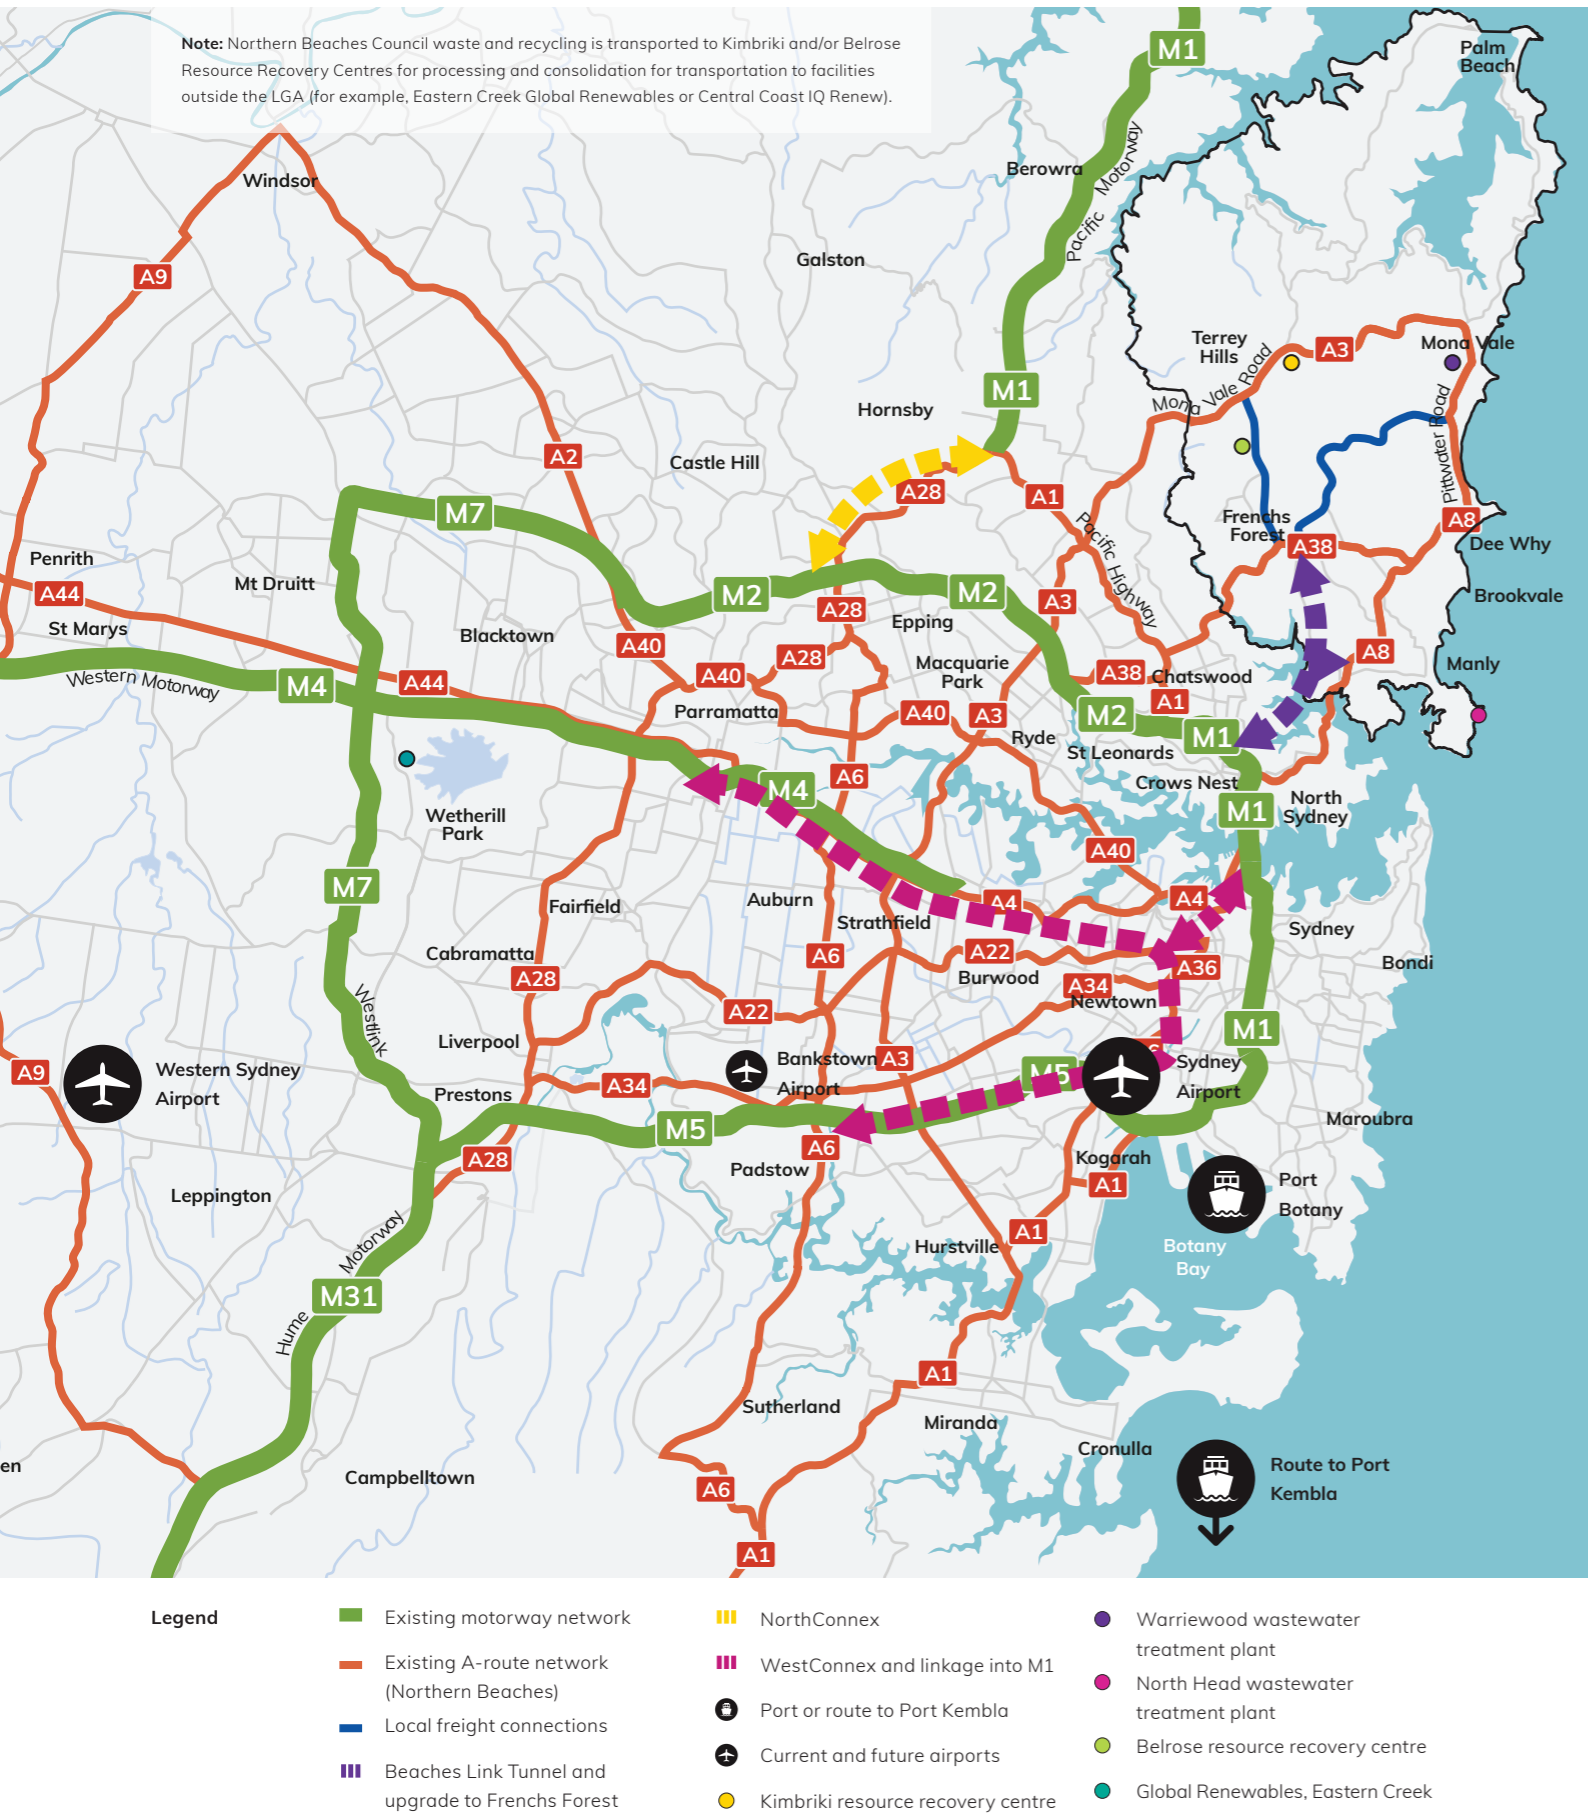 Note: Northern Beaches Council waste and recycling is transported to Kimbriki and/or Belrose
Resource Recovery Centres for processing and consolidation for transportation to facilities
outside the LGA (for example, Eastern Creek Global Renewables or Central Coast IQ Renew).
M1
Palm
Beach
Pacific Motorway
Berowra
Windsor
Galston
A9
Terrey
Hills
A3
Mona Vale
Mona Vale Road
M1
Hornsby
Pittwater Road
Castle Hill
A2
A28
A1
M7
Pacific Highway
Frenchs
Forest
A38
A8
Dee Why
Penrith
A44
Mt Druitt
M2
M2
A28
A3
Brookvale
St Marys
Blacktown
A40
Epping
A28
A40
Macquarie
Park
A38
Chatswood
A8
Manly
Western Motorway
M4
A44
A1
Parramatta
A40
A3
M2
M1
Ryde
St Leonards
A6
M4
Crows Nest
M1
North
Sydney
Wetherill
Park
A40
M7
Fairfield
Auburn
Strathfield
A4
A4
Sydney
Cabramatta
A6
A22
Burwood
A36
Bondi
A28
A34
Newtown
Westlink
A22
M1
Liverpool
Bankstown
Airport
A3
M5
Sydney
Airport
A9
Western Sydney
Airport
Prestons
A34
M5
A6
Maroubra
A28
Padstow
Kogarah
A1
Port
Botany
Leppington
Motorway
Hurstville
A1
Botany
Bay
M31
Hume
A1
Sutherland
Miranda
Cronulla
en
Campbelltown
A6
Route to Port
Kembla
A1
Legend
Existing motorway network
Existing A-route network
(Northern Beaches)
Local freight connections
Beaches Link Tunnel and
upgrade to Frenchs Forest
NorthConnex
WestConnex and linkage into M1
Port or route to Port Kembla
Current and future airports
Kimbriki resource recovery centre
Warriewood wastewater
treatment plant
North Head wastewater
treatment plant
Belrose resource recovery centre
Global Renewables, Eastern Creek